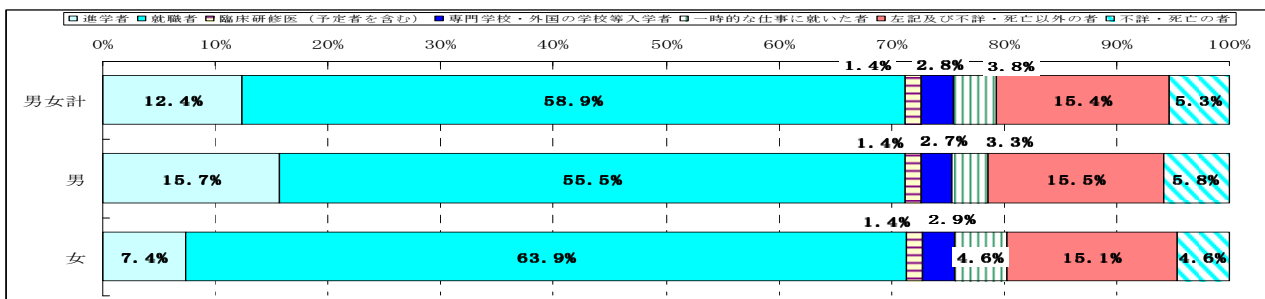 進学者 就職者 臨床研修医（予定者を含む） 専門学校・外国の学校等入学者 一時的な仕事に就いた者 左記及び不詳・死亡以外の者 不詳・死亡の者
0% 10% 20% 30% 40% 50% 60% 70% 80% 90% 100%
1.4% 2.8% 3.8%
男女計 12.4% 58.9% 15.4% 5.3%
1.4% 2.7% 3.3%
男 15.7% 55.5% 15.5% 5.8%
1.4% 2.9%
女 7.4% 63.9% 4.6% 15.1% 4.6%